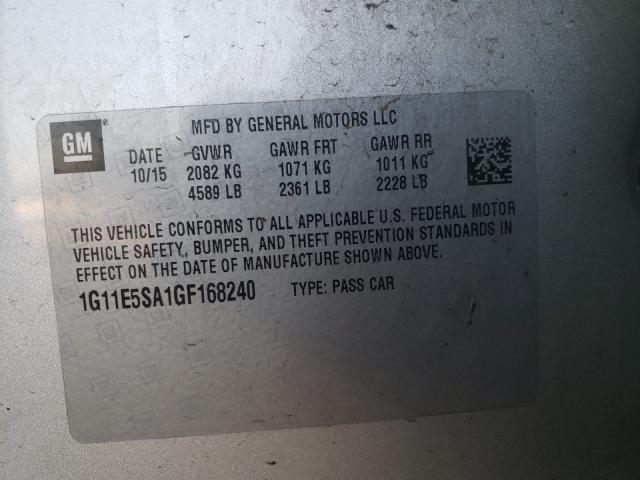 GM
MFD BY GENERAL MOTORS LLC
DATE GVWR GAWR FRT GAWR RR
10/15 2082 KG 1071 KG 1011 KG
4589 LB 2361 LB 2228 LB
THIS VEHICLE CONFORMS TO ALL APPLICABLE U.S. FEDERAL MOTOR
VEHICLE SAFETY, BUMPER, AND THEFT PREVENTION STANDARDS IN
EFFECT ON THE DATE OF MANUFACTURE SHOWN ABOVE.
1G11E5SA1GF168240 TYPE: PASS CAR